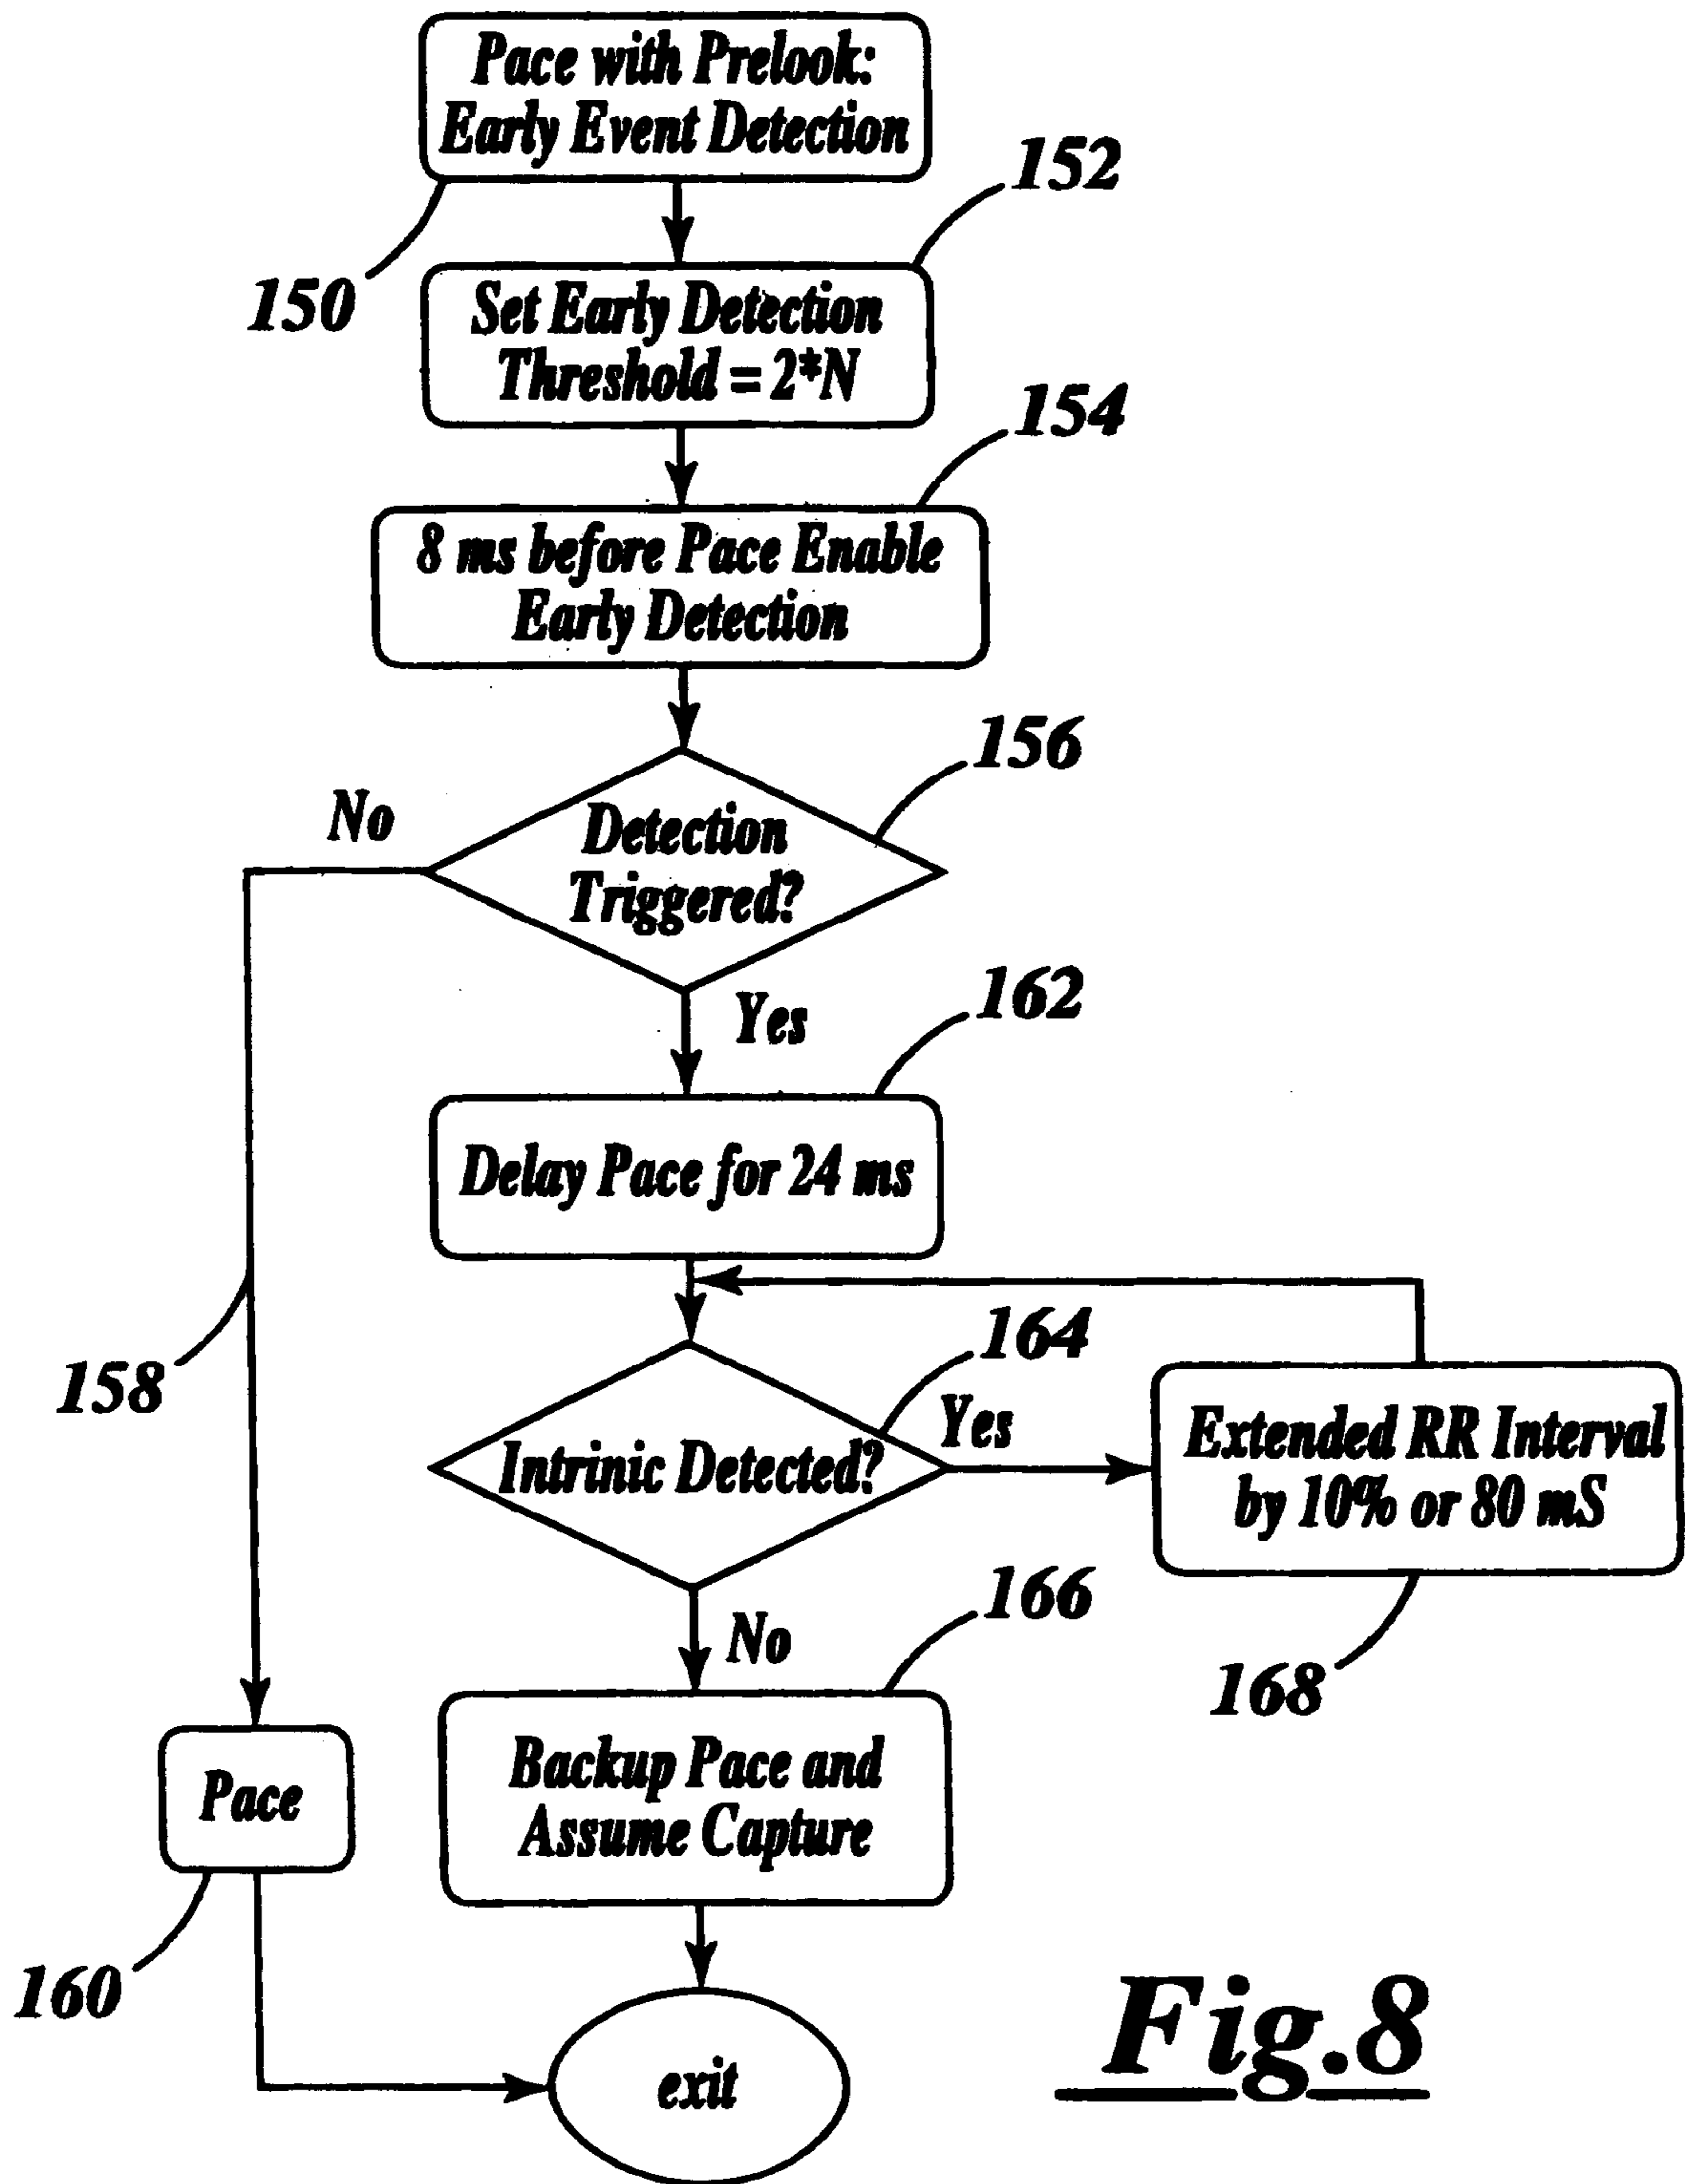 Pace with Prelook:
Early Event Detection
150
152
Set Early Detection
Threshold = 2*N
154
8 ms before Pace Enable
Early Detection
156
No
Detection
Triggered?
Yes
162
Delay Pace for 24 ms
158
164
Intrinic Detected?
Yes
Extended RR Interval
by 10% or 80 mS
168
No
166
Backup Pace and
Assume Capture
Pace
160
exit
Fig.8